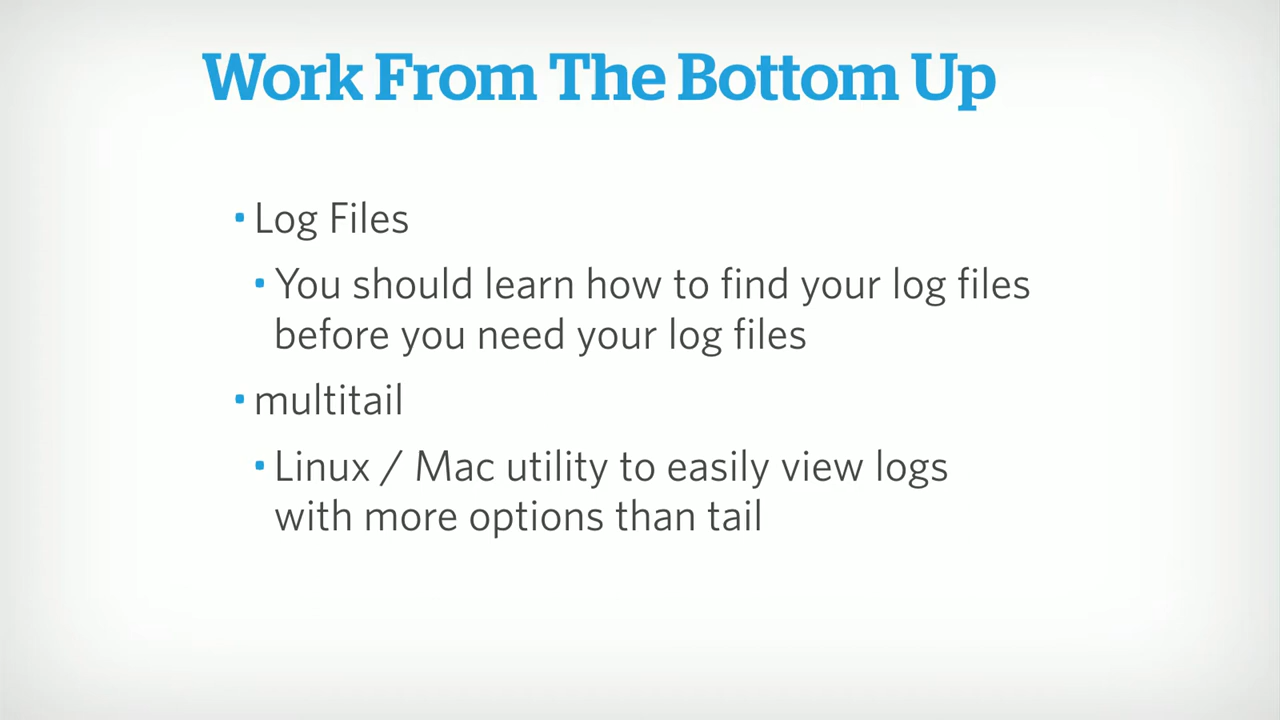 Work From The Bottom Up
• Log Files
• You should learn how to find your log files
before you need your log files
• multitail
• Linux / Mac utility to easily view logs
with more options than tail